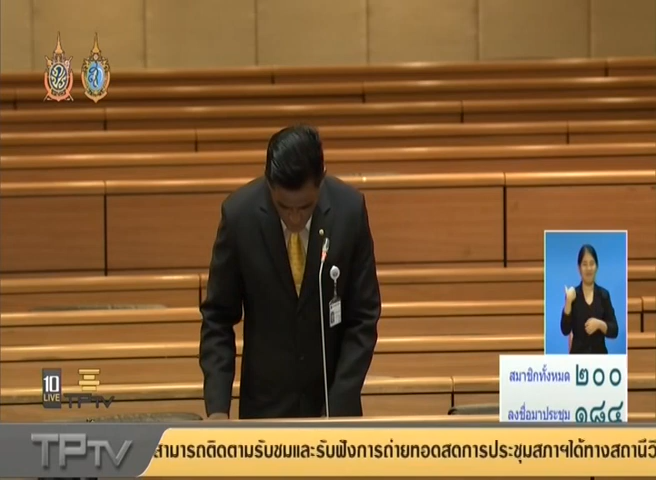 สมาชิกทั้งหมด ๒๐๐
ลงชื่อมาประชุม ๑๘๔
10
LIVE TPTV
TPTV สามารถติดตามรับชมและรับฟังการถ่ายทอดสดการประชุมสภาฯได้ทางสถานีวิ